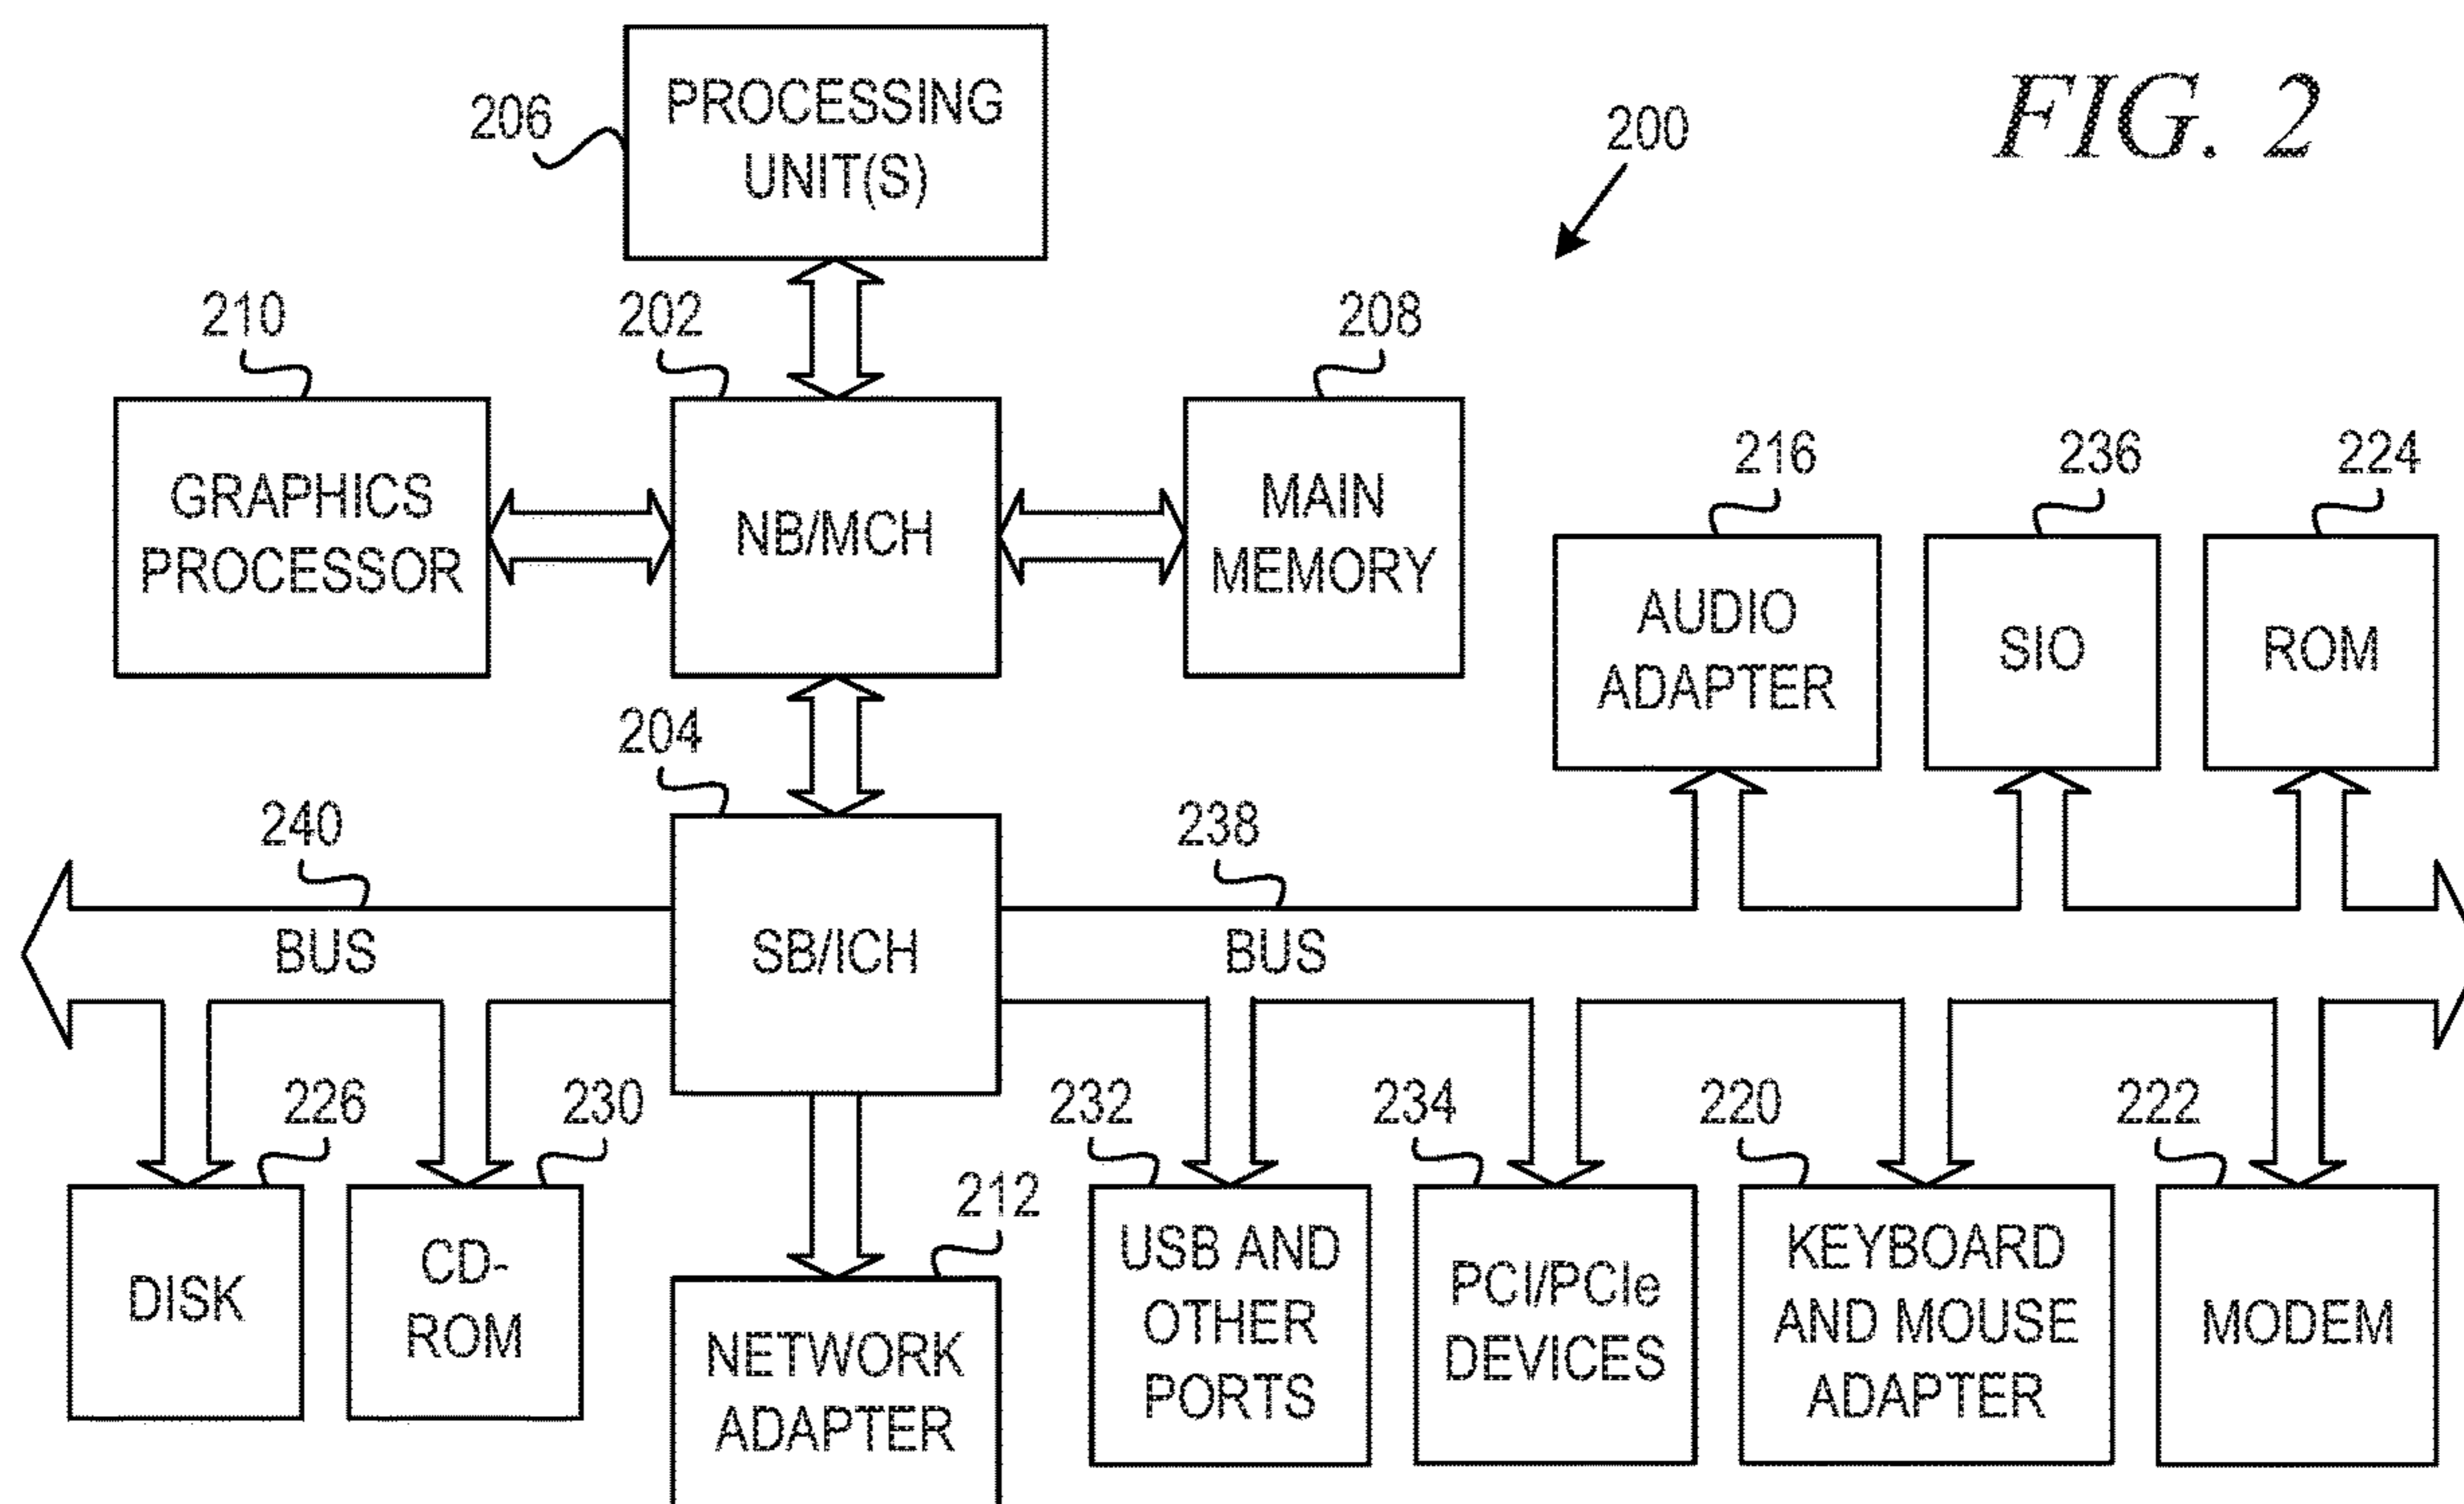 FIG. 2
200
206
PROCESSING
UNIT(S)
210
202
208
GRAPHICS
PROCESSOR
NB/MCH
MAIN
MEMORY
216
236
224
AUDIO
ADAPTER
SIO
ROM
204
240
238
BUS
SB/ICH
BUS
226
230
212
232
234
220
222
DISK
CD-
ROM
NETWORK
ADAPTER
USB AND
OTHER
PORTS
PCI/PCIe
DEVICES
KEYBOARD
AND MOUSE
ADAPTER
MODEM